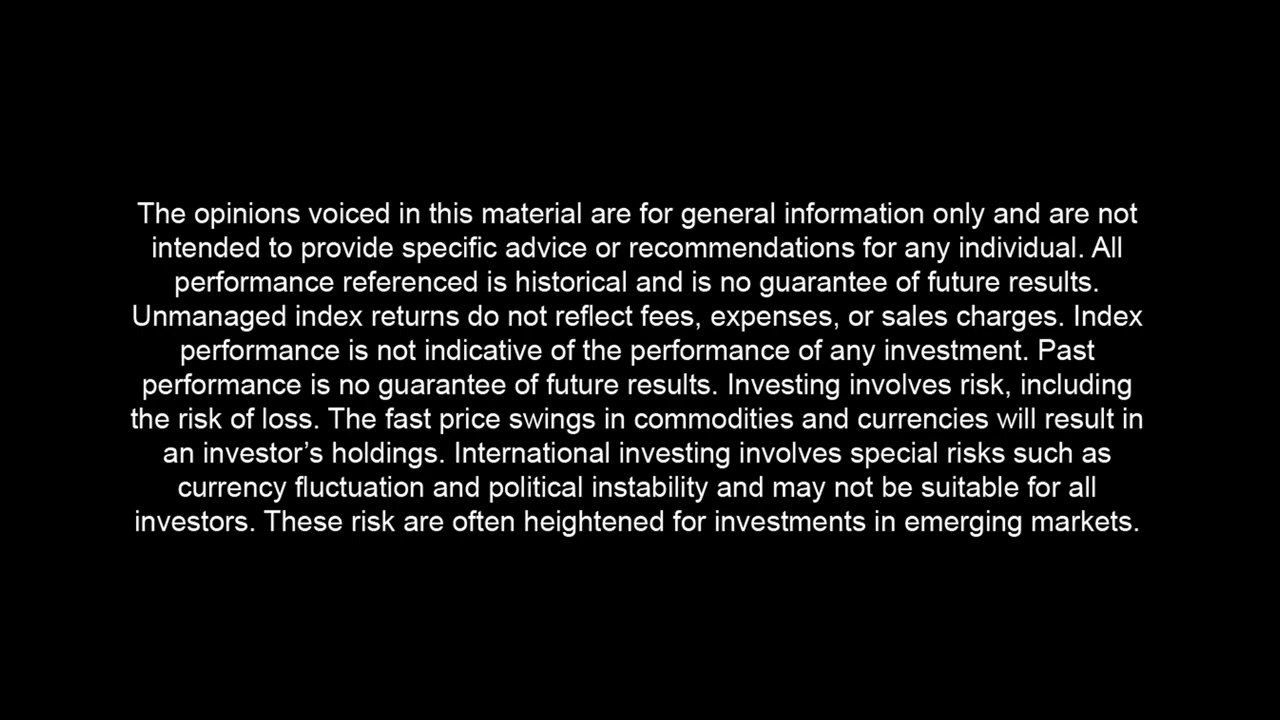 The opinions voiced in this material are for general information only and are not
intended to provide specific advice or recommendations for any individual. All
performance referenced is historical and is no guarantee of future results.
Unmanaged index returns do not reflect fees, expenses, or sales charges. Index
performance is not indicative of the performance of any investment. Past
performance is no guarantee of future results. Investing involves risk, including
the risk of loss. The fast price swings in commodities and currencies will result in
an investor’s holdings. International investing involves special risks such as
currency fluctuation and political instability and may not be suitable for all
investors. These risk are often heightened for investments in emerging markets.